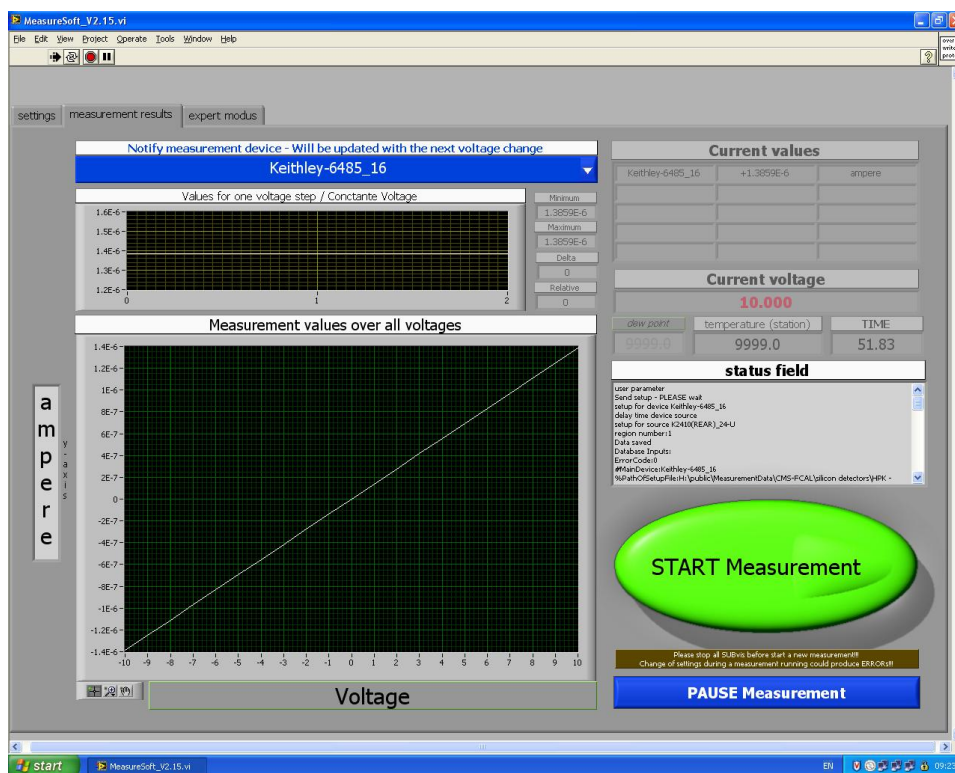 MeasureSoft_V2.15.vi
File Edit View Project Operate Tools Window Help
over
write
prot
settings
measurement results
expert modus
Notify measurement device - Will be updated with the next voltage change
Keithley-6485_16
Values for one voltage step / Conctante Voltage
1.6E-6
1.5E-6
1.4E-6
1.3E-6
1.2E-6
0 1 2
Minimum
1.3859E-6
Maximum
1.3859E-6
Delta
0
Relative
0
Measurement values over all voltages
1.4E-6
1.2E-6
1E-6
8E-7
6E-7
4E-7
2E-7
0
-2E-7
-4E-7
-6E-7
-8E-7
-1E-6
-1.2E-6
-1.4E-6
-10 -9 -8 -7 -6 -5 -4 -3 -2 -1 0 1 2 3 4 5 6 7 8 9 10
ampere
y-axis
Voltage
Current values
Keithley-6485_16 +1.3859E-6 ampere
Current voltage
10.000
dew point
9999.0
temperature (station)
9999.0
TIME
51.83
status field
user parameter
Send setup - PLEASE wait
setup for device Keithley-6485_16
delay time device source
setup for source K2410(REAR)_24-U
region number:1
Data saved
Database Inputs:
ErrorCode:0
#MainDevice:Keithley-6485_16
%PathOfSetupFile:H:\public\MeasurementData\CMS-FCAL\silicon detectors\HPK -
START Measurement
Please stop all SUBvis before start a new measurement!!!
Change of settings during a measurement running could produce ERRORs!!!
PAUSE Measurement
start
MeasureSoft_V2.15.vi
EN
09:23